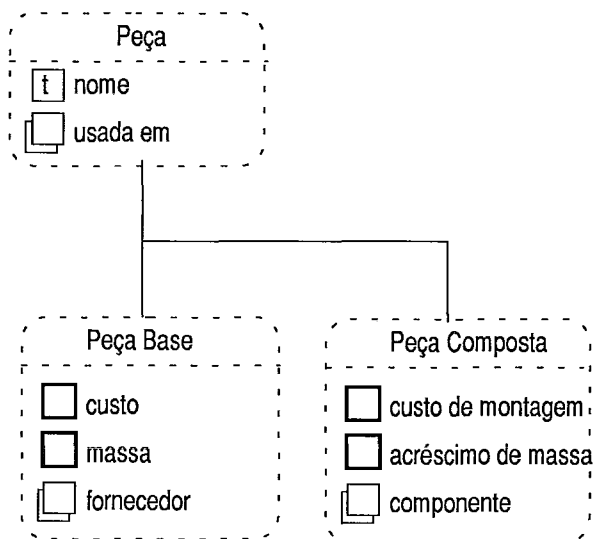 Peça
t nome
usada em
Peça Base
custo
massa
fornecedor
Peça Composta
custo de montagem
acréscimo de massa
componente